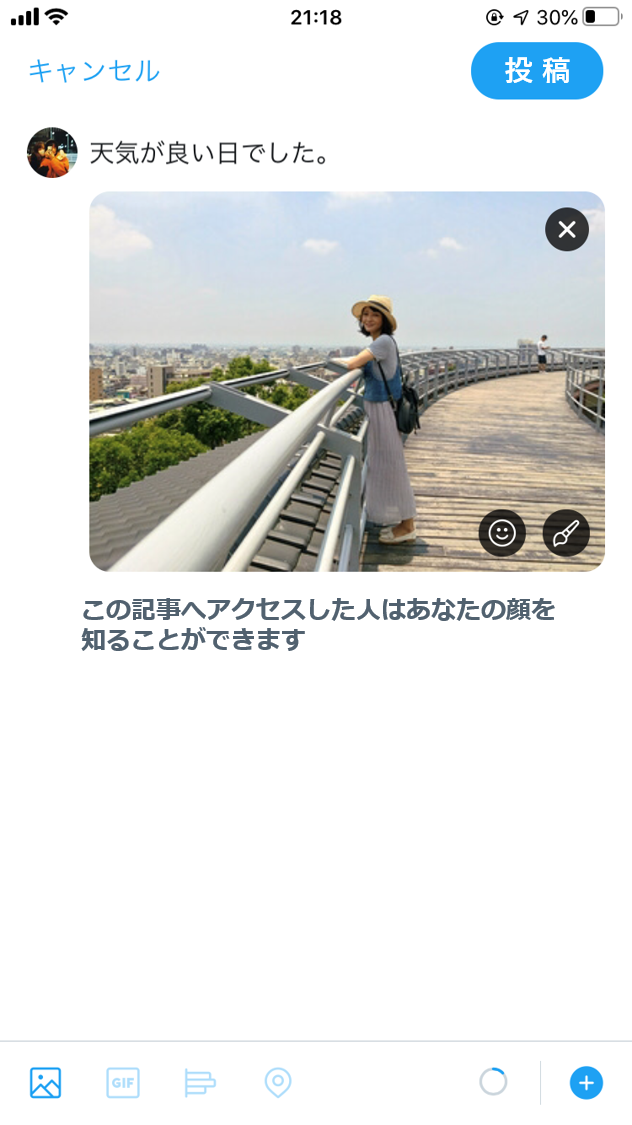 21:18
30%
キャンセル
投稿
天気が良い日でした。
この記事へアクセスした人はあなたの顔を
知ることができます
GIF